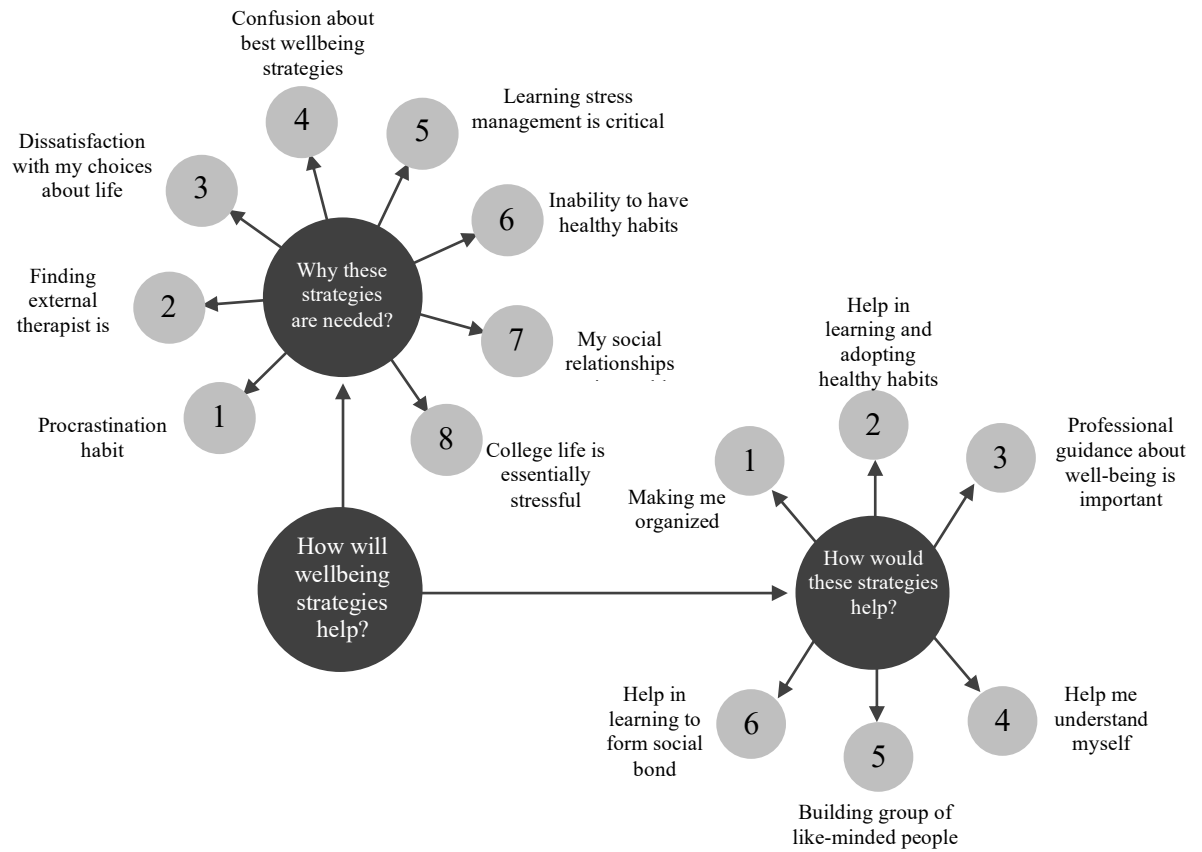 Confusion about
best wellbeing
strategies
4
5
Learning stress
management is critical
Dissatisfaction
with my choices
about life
3
6
Inability to have
healthy habits
Why these
strategies
are needed?
Finding
external
therapist is
2
7
My social
relationships
Procrastination
habit
1
8
College life is
essentially
stressful
How will
wellbeing
strategies
help?
Help in
learning and
adopting
healthy habits
2
1
Making me
organized
3
Professional
guidance about
well-being is
important
How would
these strategies
help?
Help in
learning to
form social
bond
6
5
Building group of
like-minded people
4
Help me
understand
myself